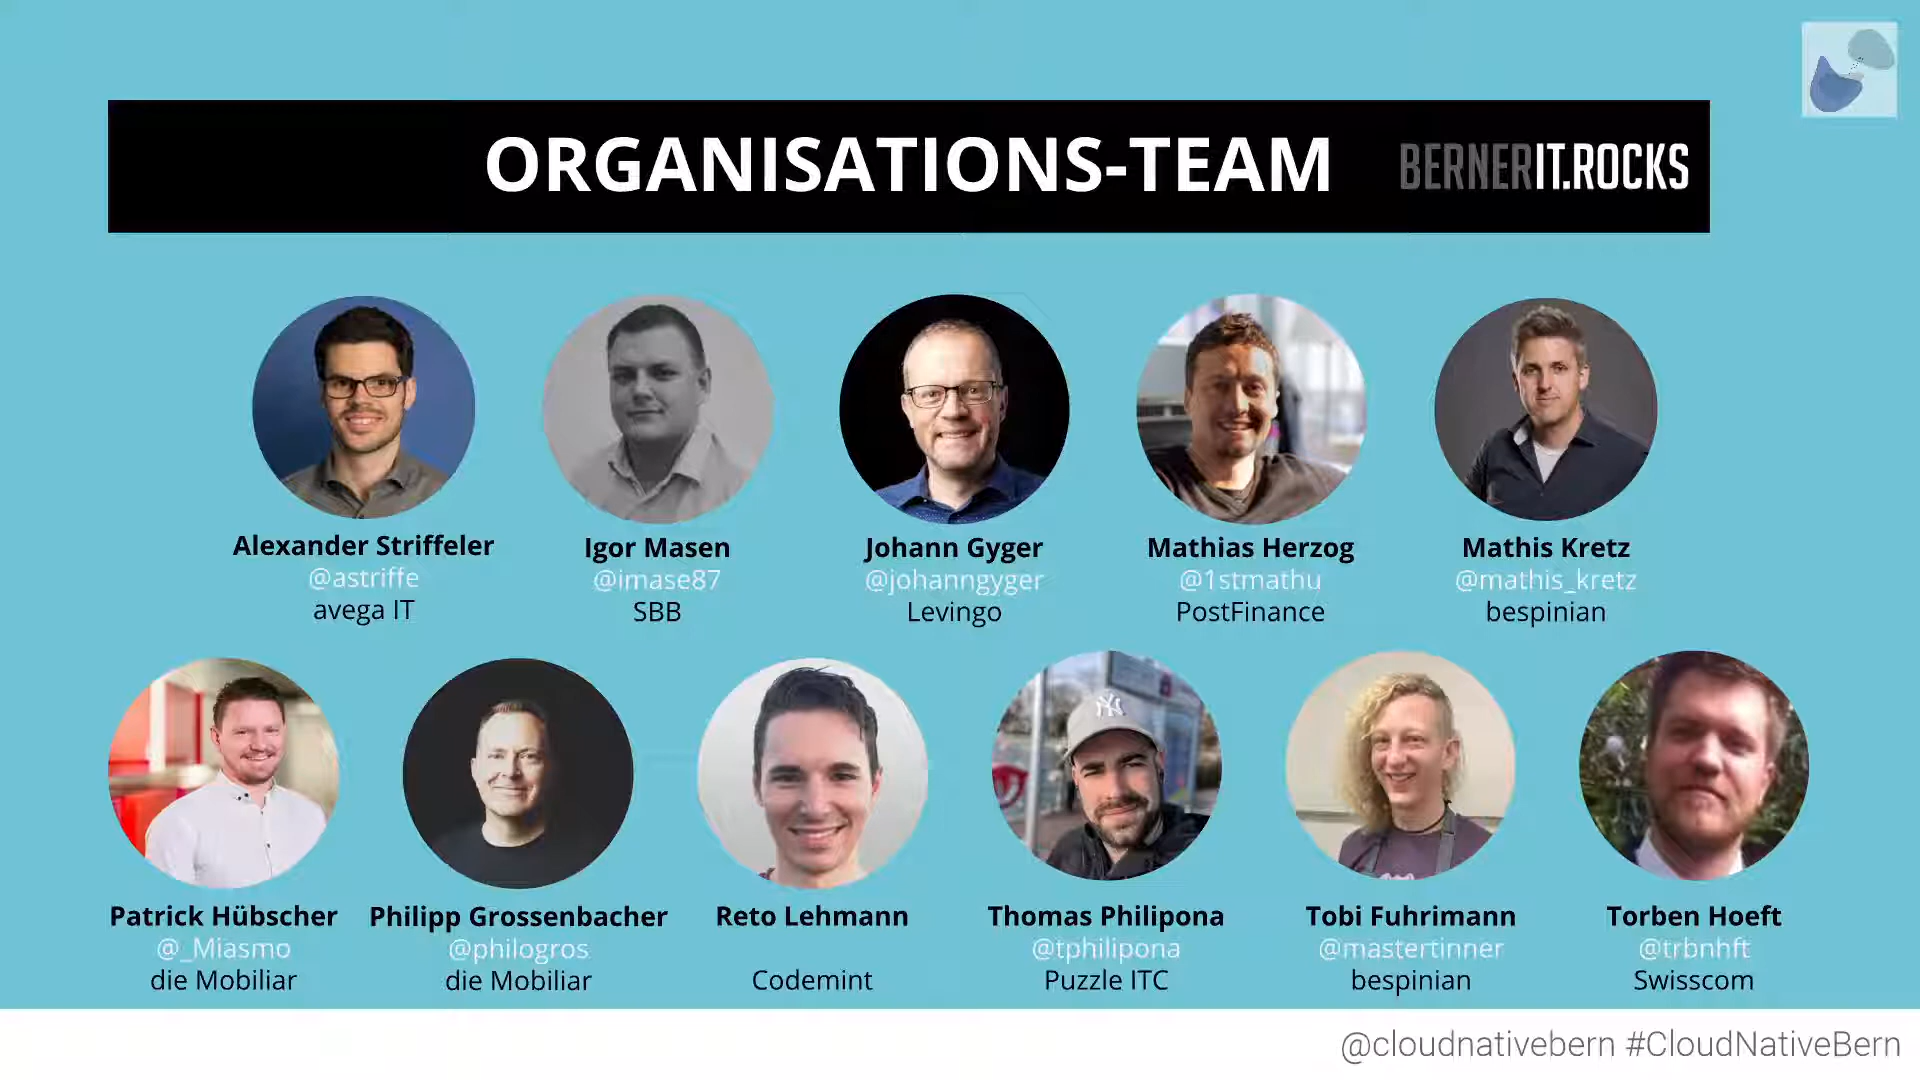 ORGANISATIONS-TEAM
BERNERIT.ROCKS
Alexander Striffeler
@astriffe
avega IT
Igor Masen
@imase87
SBB
Johann Gyger
@johanngyger
Levingo
Mathias Herzog
@1stmathu
PostFinance
Mathis Kretz
@mathis_kretz
bespinian
Patrick Hübscher
@_Miasmo
die Mobiliar
Philipp Grossenbacher
@philogros
die Mobiliar
Reto Lehmann
Codemint
Thomas Philipona
@tphilipona
Puzzle ITC
Tobi Fuhrimann
@mastertinner
bespinian
Torben Hoeft
@trbnhft
Swisscom
@cloudnativebern #CloudNativeBern